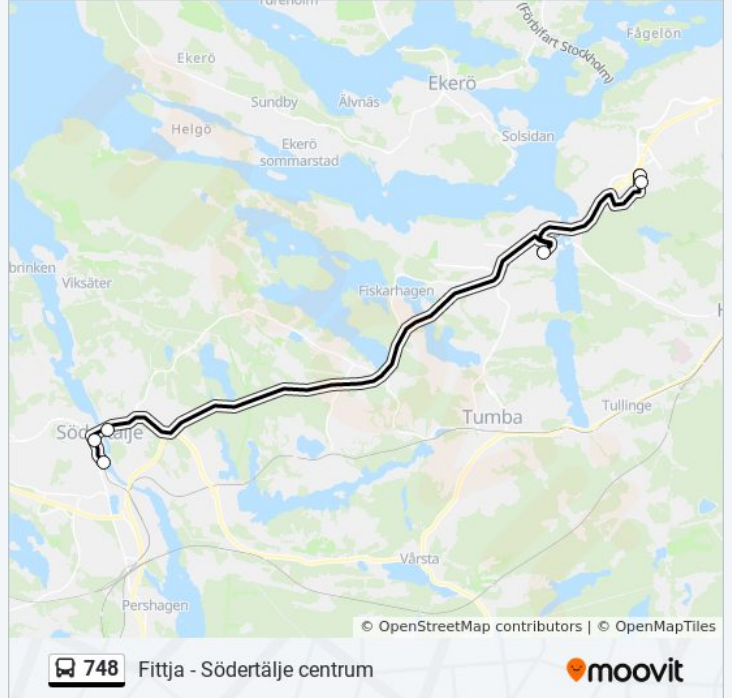 (Förbifart Stockholm)
Fågelön
Ekerö
Ekerö
Sundby
Älvnäs
Helgö
Solsidan
Ekerö
sommarstad
brinken
Viksäter
Fiskarhagen
H
Södertälje
Tumba
Tullinge
Vårsta
Pershagen
© OpenStreetMap contributors | © OpenMapTiles
748 Fittja - Södertälje centrum
moovit